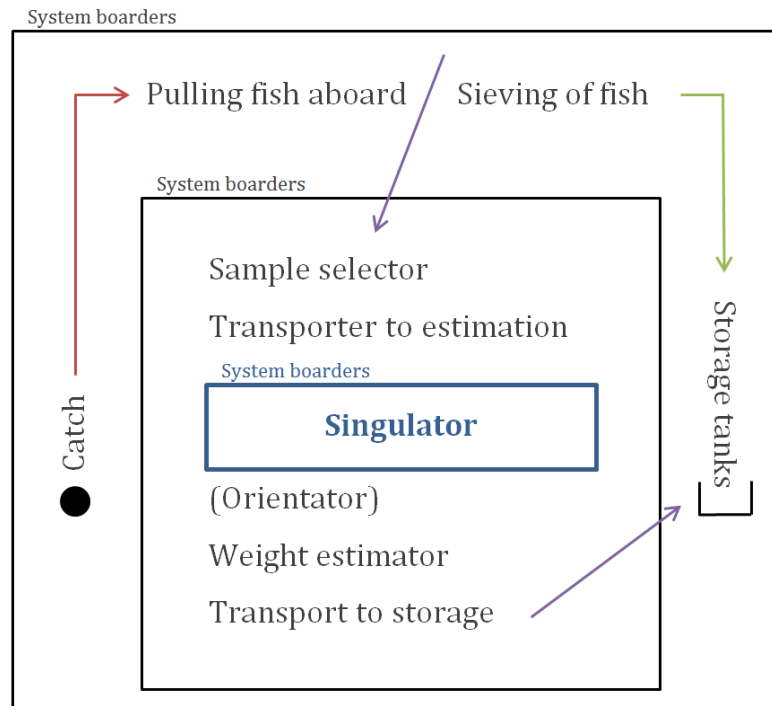 System boarders
Pulling fish aboard
Sieving of fish
System boarders
Sample selector
Transporter to estimation
System boarders
Singulator
(Orientator)
Weight estimator
Transport to storage
Catch
Storage tanks